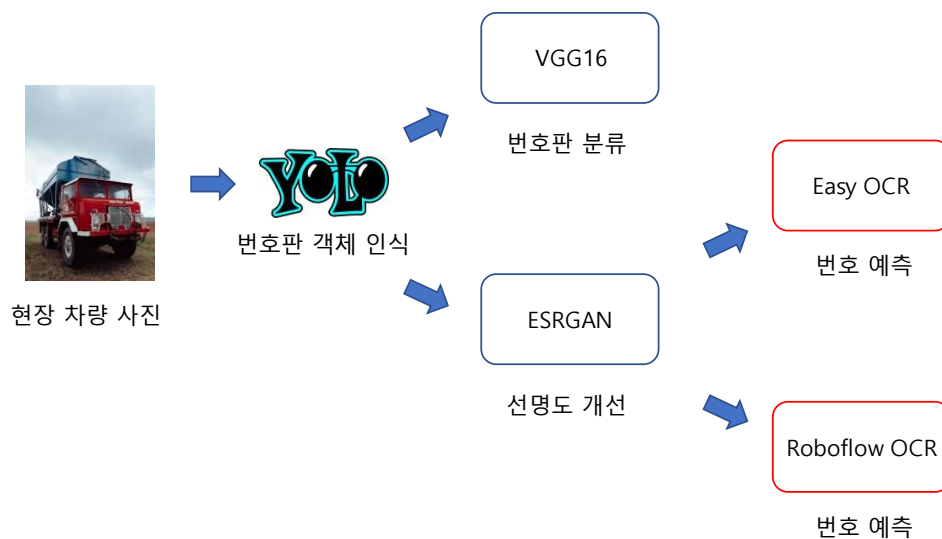 현장 차량 사진
YOLO
번호판 객체 인식
VGG16
번호판 분류
ESRGAN
선명도 개선
Easy OCR
번호 예측
Roboflow OCR
번호 예측